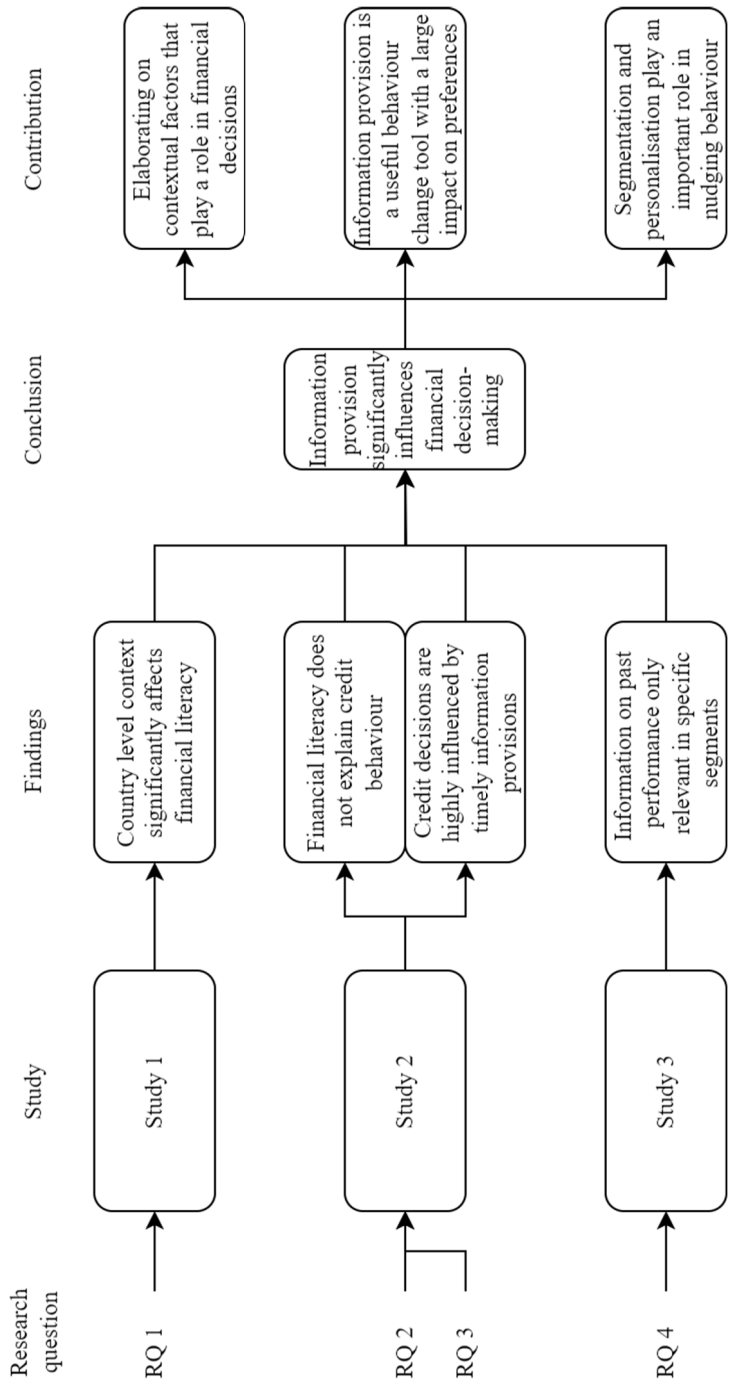 Research
question
Study
Findings
Conclusion
Contribution
RQ 1
Study 1
Country level context
significantly affects
financial literacy
Elaborating on
contextual factors that
play a role in financial
decisions
RQ 2
RQ 3
Study 2
Financial literacy does
not explain credit
behaviour
Credit decisions are
highly influenced by
timely information
provisions
Information
provision
significantly
influences
financial
decision-
making
Information provision is
a useful behaviour
change tool with a large
impact on preferences
RQ 4
Study 3
Information on past
performance only
relevant in specific
segments
Segmentation and
personalisation play an
important role in
nudging behaviour